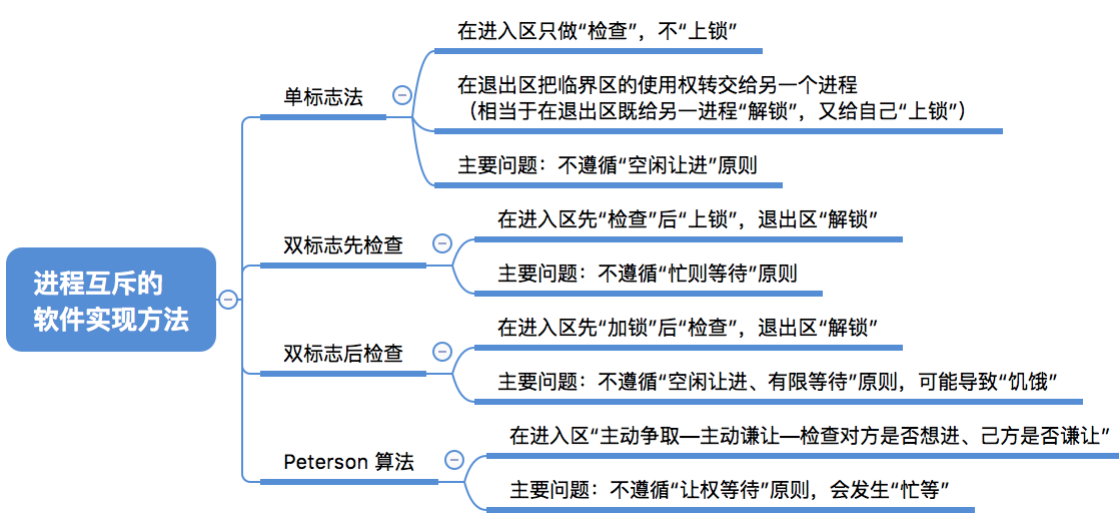 进程互斥的
软件实现方法
单标志法
在进入区只做“检查”，不“上锁”
在退出区把临界区的使用权转交给另一个进程
（相当于在退出区既给另一进程“解锁”，又给自己“上锁”）
主要问题：不遵循“空闲让进”原则
双标志先检查
在进入区先“检查”后“上锁”，退出区“解锁”
主要问题：不遵循“忙则等待”原则
双标志后检查
在进入区先“加锁”后“检查”，退出区“解锁”
主要问题：不遵循“空闲让进、有限等待”原则，可能导致“饥饿”
Peterson 算法
在进入区“主动争取—主动谦让—检查对方是否想进、己方是否谦让”
主要问题：不遵循“让权等待”原则，会发生“忙等”